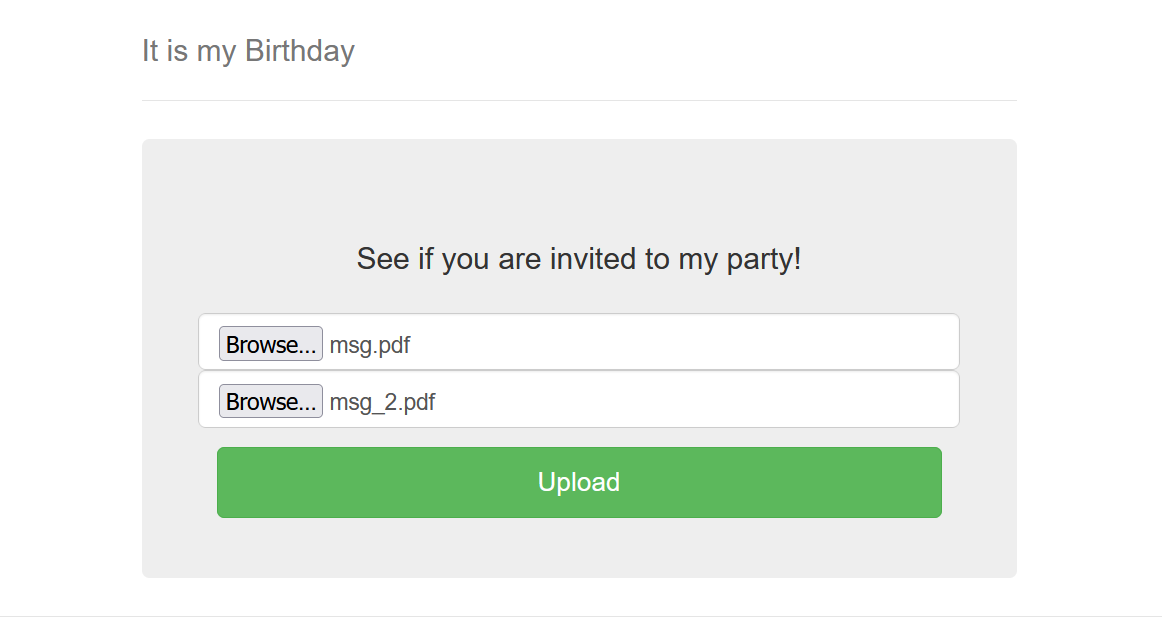 It is my Birthday
See if you are invited to my party!
Browse... msg.pdf
Browse... msg_2.pdf
Upload